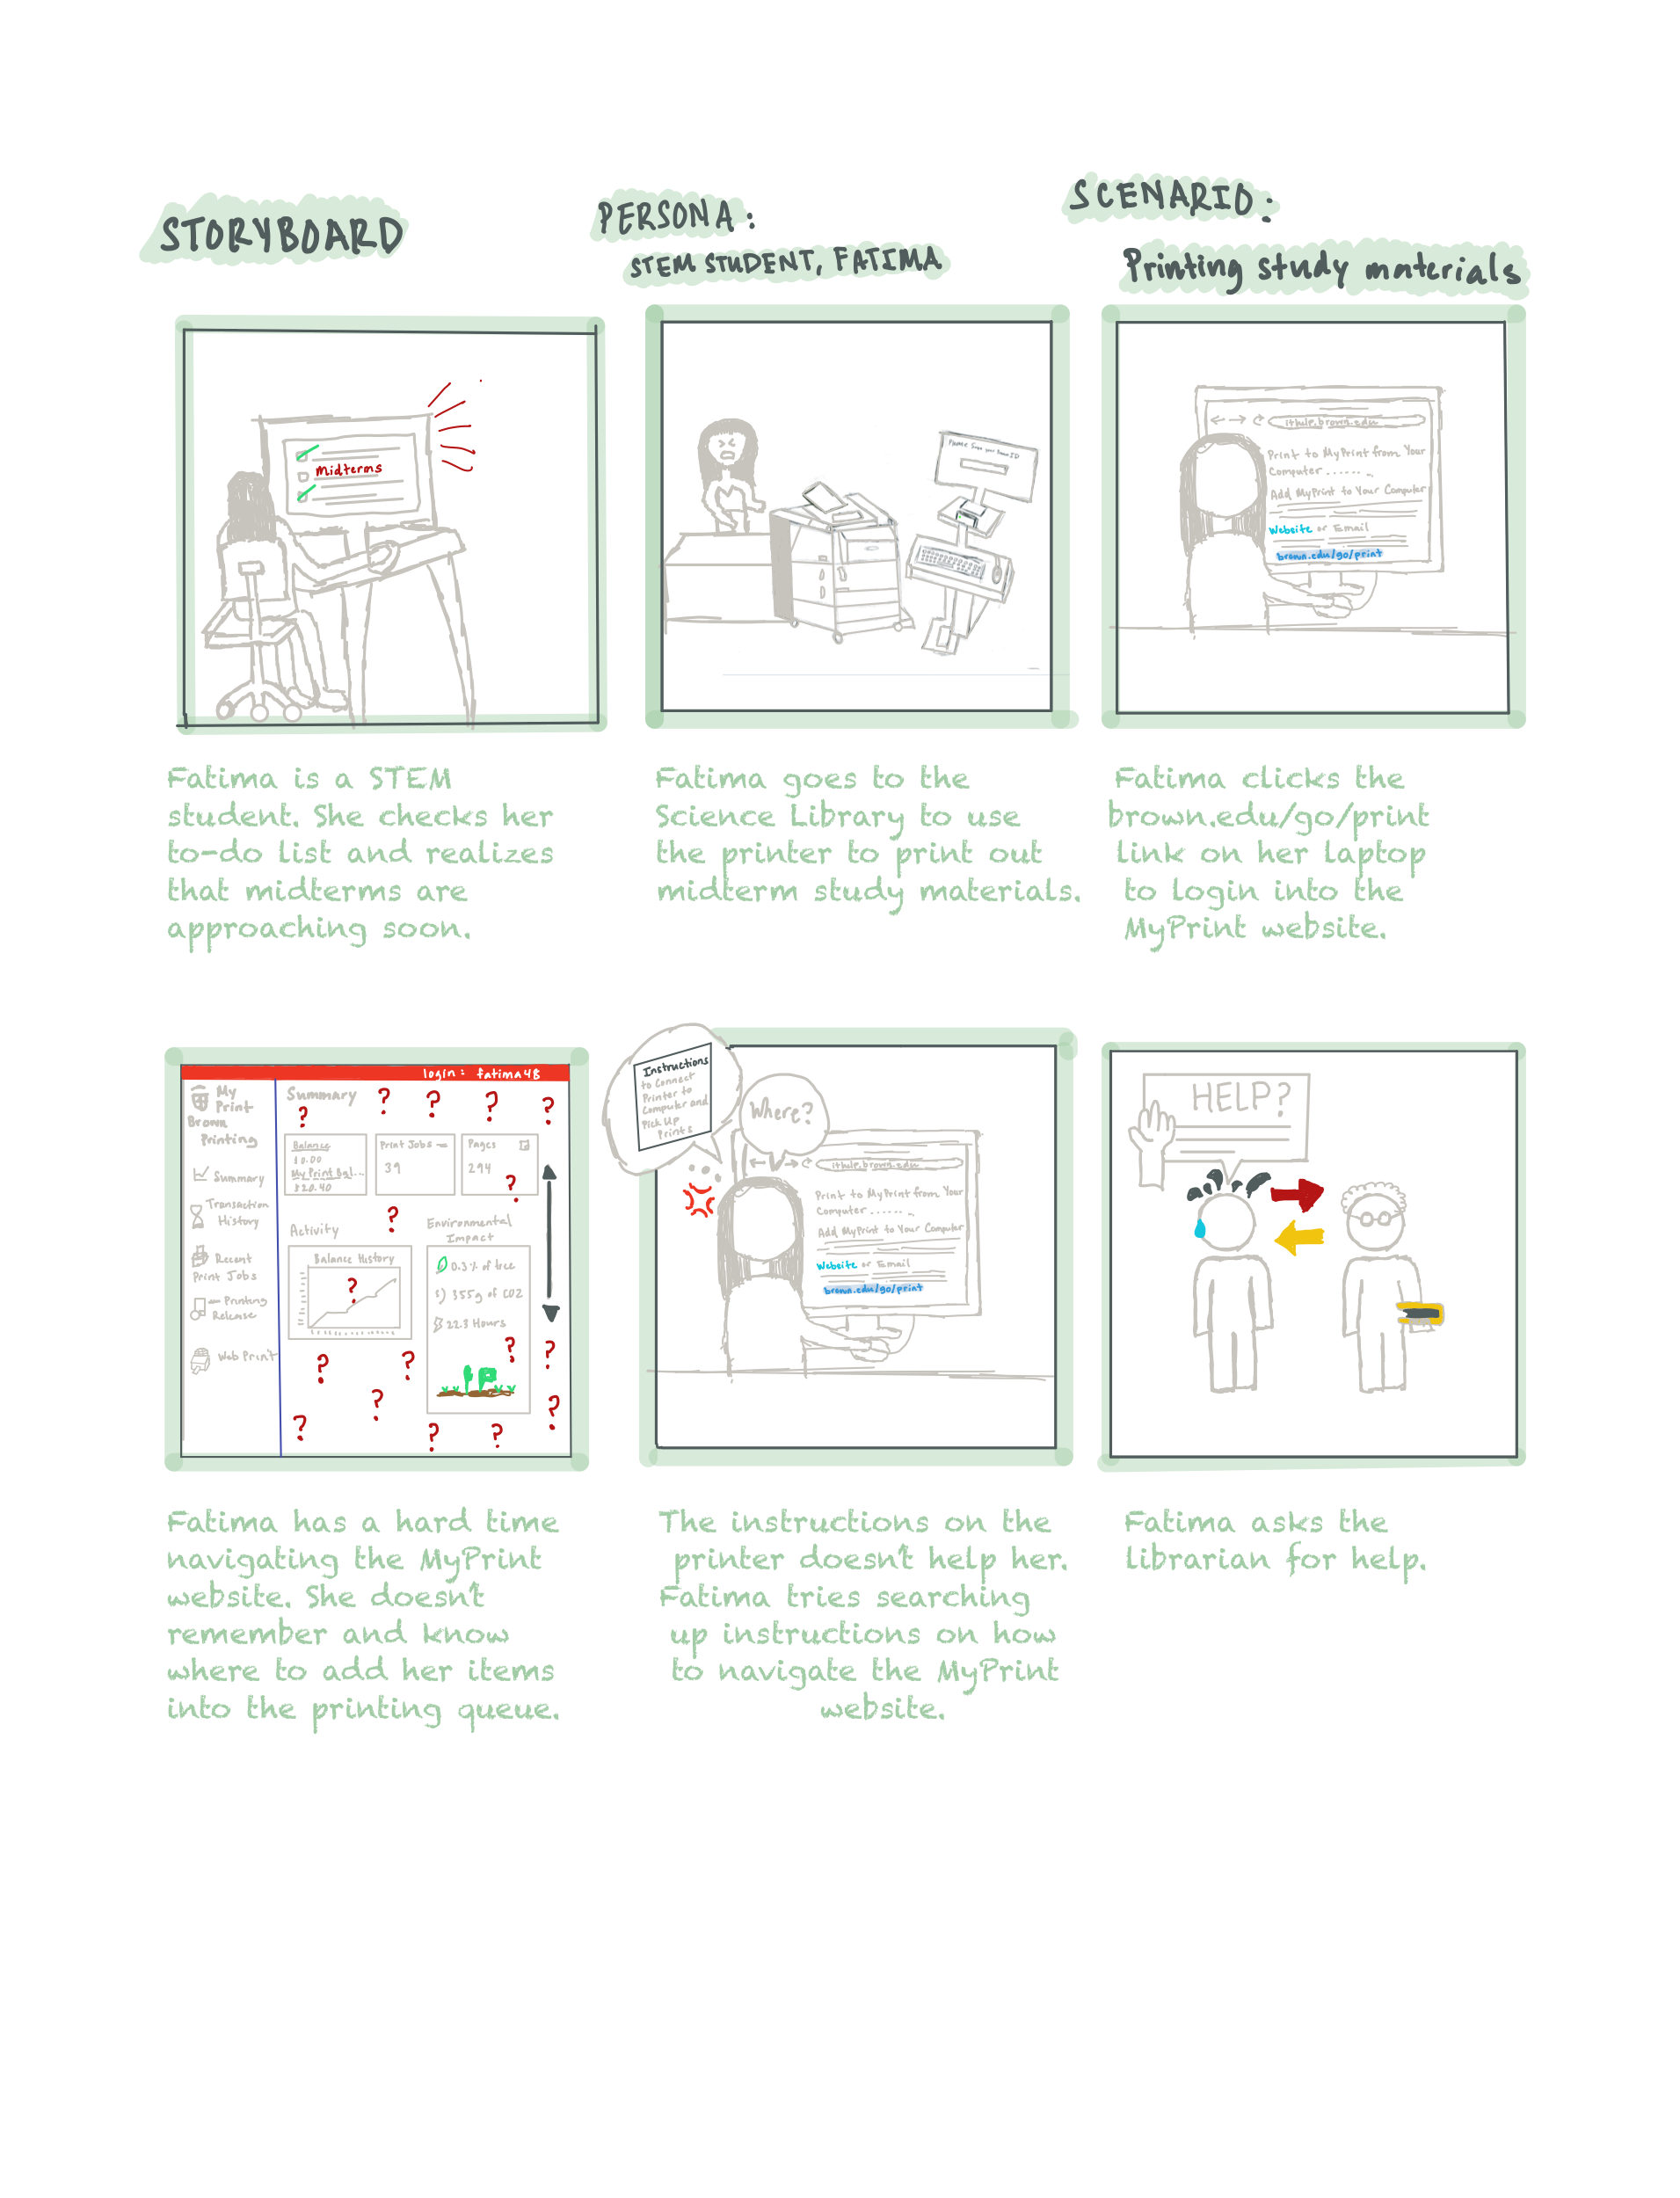 STORYBOARD
PERSONA:
STEM STUDENT, FATIMA
SCENARIO:
Printing study materials
Midterms
Fatima is a STEM
student. She checks her
to-do list and realizes
that midterms are
approaching soon.
Please Swipe your Brown ID
Fatima goes to the
Science Library to use
the printer to print out
midterm study materials.
ithelp.brown.edu
Print to MyPrint from Your
Computer ......
Add MyPrint to Your Computer
Website or Email
brown.edu/go/print
Fatima clicks the
brown.edu/go/print
link on her laptop
to login into the
MyPrint website.
login: fatima48
My
Print
Brown
Printing
Summary
Transaction
History
Recent
Print Jobs
Printing
Release
Web Print
Summary
? ? ? ? ?
Balance
$0.00
My Print Bal...
$20.40
Print Jobs
39
Pages
294
?
?
Activity
Balance History
?
Environmental
Impact
0.3% of tree
355g of CO2
22.3 Hours
? ? ? ?
? ? ?
? ?
Fatima has a hard time
navigating the MyPrint
website. She doesn't
remember and know
where to add her items
into the printing queue.
Instructions
to Connect
Printer to
Computer and
Pick Up
Prints
Where?
ithelp.brown.edu
Print to MyPrint from Your
Computer ......
Add MyPrint to Your Computer
Website or Email
brown.edu/go/print
The instructions on the
printer doesn't help her.
Fatima tries searching
up instructions on how
to navigate the MyPrint
website.
HELP?
Fatima asks the
librarian for help.